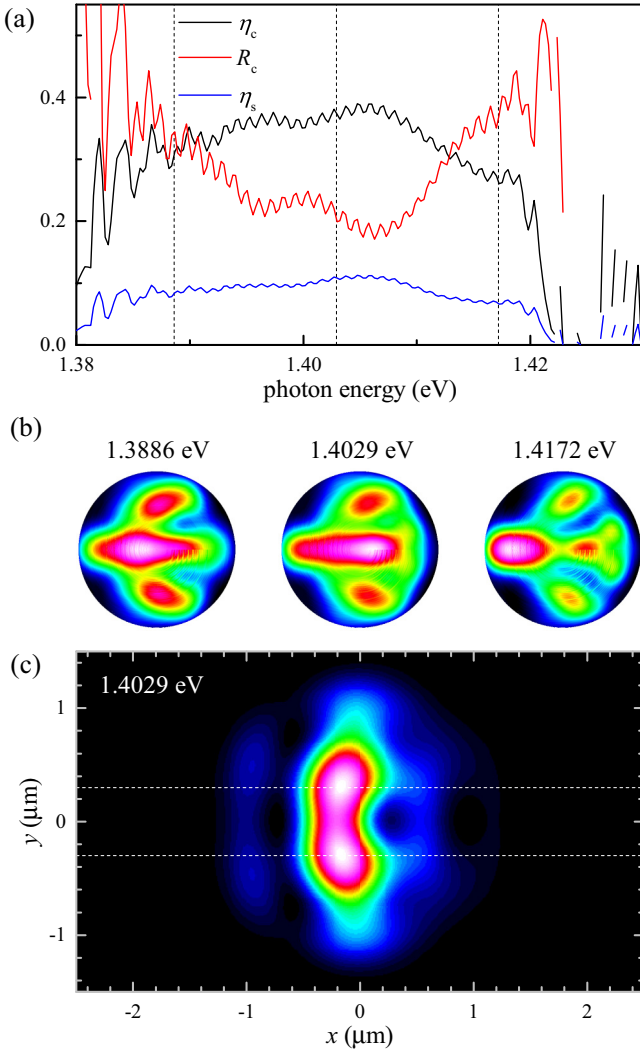 (a)
η_c
R_c
η_s
0.4
0.2
0.0
1.38
1.40
1.42
photon energy (eV)
(b)
1.3886 eV
1.4029 eV
1.4172 eV
(c)
1.4029 eV
1
0
-1
y (μm)
-2
-1
0
1
2
x (μm)